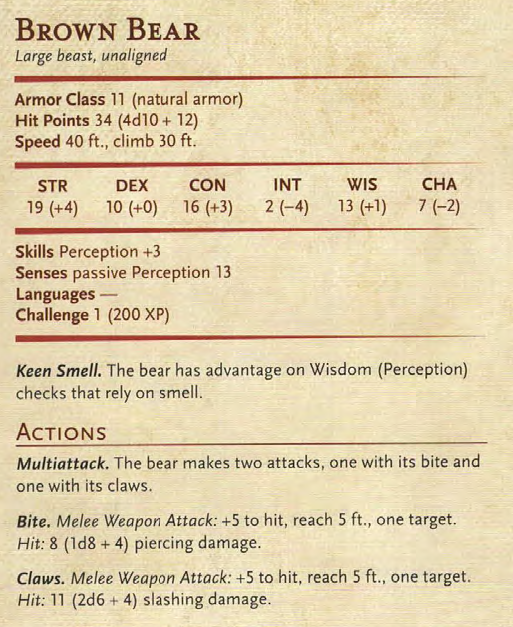 BROWN BEAR
Large beast, unaligned
Armor Class 11 (natural armor)
Hit Points 34 (4d10 + 12)
Speed 40 ft., climb 30 ft.
STR DEX CON INT WIS CHA
19 (+4) 10 (+0) 16 (+3) 2 (−4) 13 (+1) 7 (−2)
Skills Perception +3
Senses passive Perception 13
Languages —
Challenge 1 (200 XP)
Keen Smell. The bear has advantage on Wisdom (Perception)
checks that rely on smell.
ACTIONS
Multiattack. The bear makes two attacks, one with its bite and
one with its claws.
Bite. Melee Weapon Attack: +5 to hit, reach 5 ft., one target.
Hit: 8 (1d8 + 4) piercing damage.
Claws. Melee Weapon Attack: +5 to hit, reach 5 ft., one target.
Hit: 11 (2d6 + 4) slashing damage.